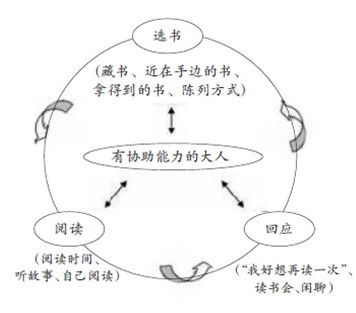 选书
(藏书、近在手边的书、
拿得到的书、陈列方式)
有协助能力的大人
阅读
(阅读时间、
听故事、自己阅读)
回应
(“我好想再读一次”、
读书会、闲聊)